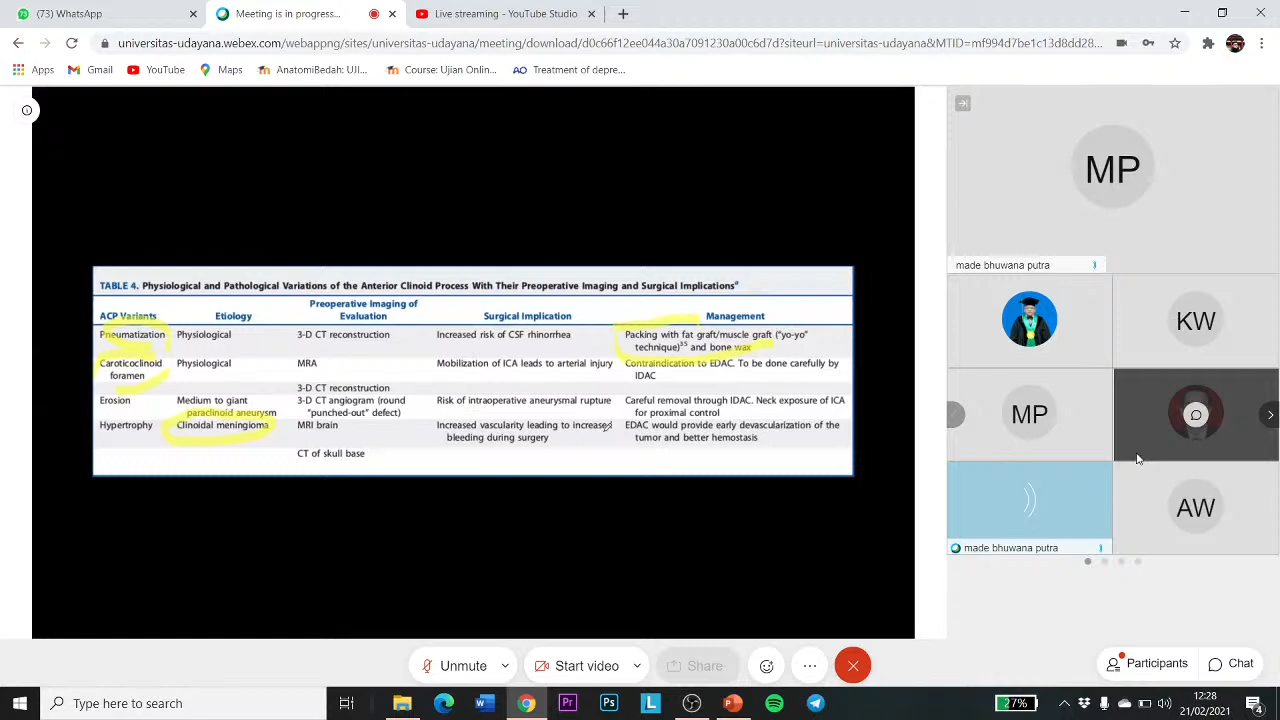 (73) WhatsApp
Meeting is in progress...
Live streaming - YouTube Studio
universitas-udayana.webex.com/webappng/sites/universitas-udayana/meeting/download/d0c66f12ee044a30a7091230a00c6d7d?siteurl=universitas-udayana&MTID=mf994d7be1c13d8dd28...
Apps
Gmail
YouTube
Maps
AnatomiBedah: UJI...
Course: Ujian Onlin...
Treatment of depre...
TABLE 4. Physiological and Pathological Variations of the Anterior Clinoid Process With Their Preoperative Imaging and Surgical Implicationsᵃ
Preoperative Imaging of
ACP Variants Etiology Evaluation Surgical Implication Management
Pneumatization Physiological 3-D CT reconstruction Increased risk of CSF rhinorrhea Packing with fat graft/muscle graft ("yo-yo"
technique)³⁵ and bone wax
Caroticoclinoid Physiological MRA Mobilization of ICA leads to arterial injury Contraindication to EDAC. To be done carefully by
foramen IDAC
3-D CT reconstruction
Erosion Medium to giant 3-D CT angiogram (round Risk of intraoperative aneurysmal rupture Careful removal through IDAC. Neck exposure of ICA
paraclinoid aneurysm "punched-out" defect) for proximal control
Hypertrophy Clinoidal meningioma MRI brain Increased vascularity leading to increased EDAC would provide early devascularization of the
bleeding during surgery tumor and better hemostasis
CT of skull base
MP
made bhuwana putra
KW
MP
made bhuwana putra
AW
Unmute
Start video
Share
Participants
Chat
Type here to search
27%
12:28
21/02/2021